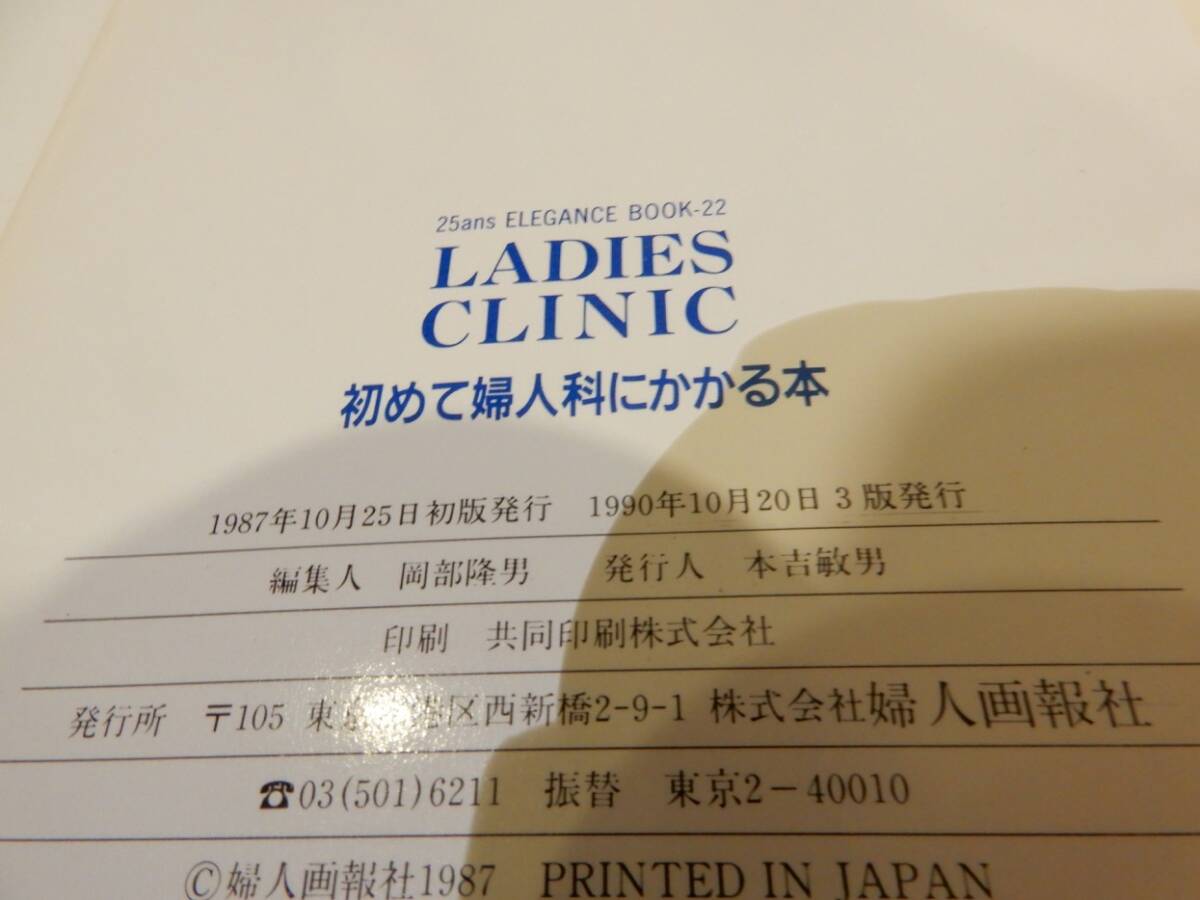 25ans ELEGANCE BOOK-22
LADIES
CLINIC
初めて婦人科にかかる本
1987年10月25日初版発行 1990年10月20日3版発行
編集人 岡部隆男 発行人 本吉敏男
印刷 共同印刷株式会社
発行所 〒105 東京都港区西新橋2-9-1 株式会社婦人画報社
☎03(501)6211 振替 東京2-40010
©婦人画報社1987 PRINTED IN JAPAN